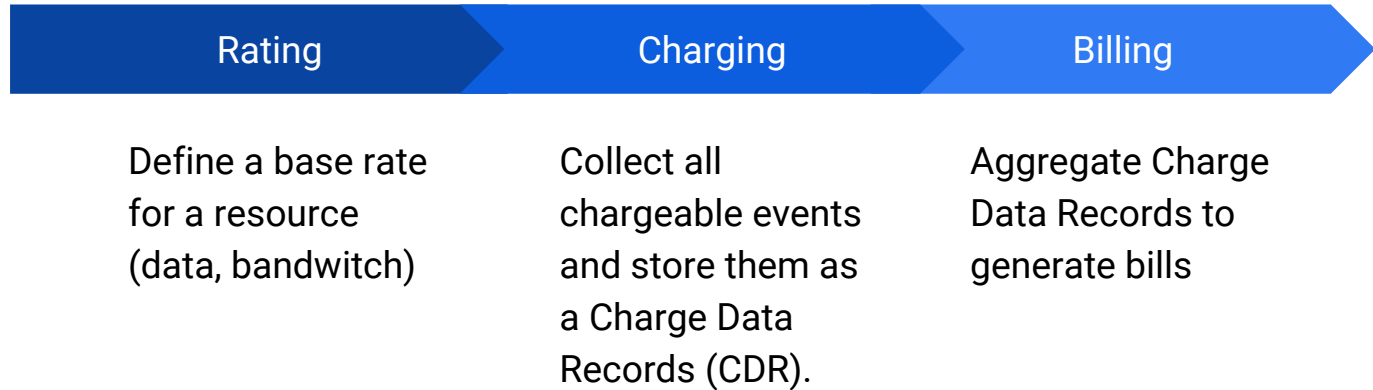 Rating
Charging
Billing
Define a base rate
for a resource
(data, bandwitch)
Collect all
chargeable events
and store them as
a Charge Data
Records (CDR).
Aggregate Charge
Data Records to
generate bills